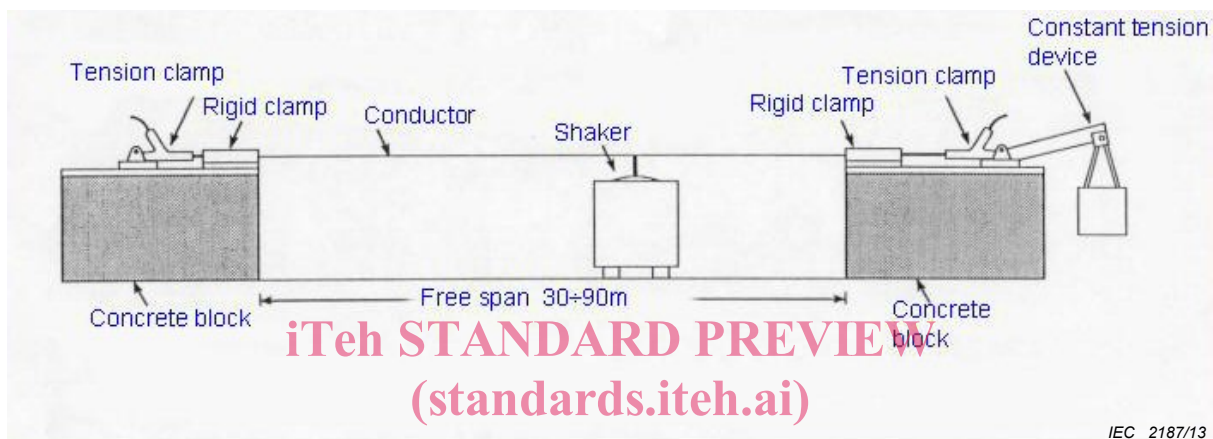 Constant tension
device
Tension clamp
Tension clamp
Rigid clamp
Rigid clamp
Conductor
Shaker
Free span 30÷90m
Concrete block
Concrete
block
iTeh STANDARD PREVIEW
(standards.iteh.ai)
IEC 2187/13